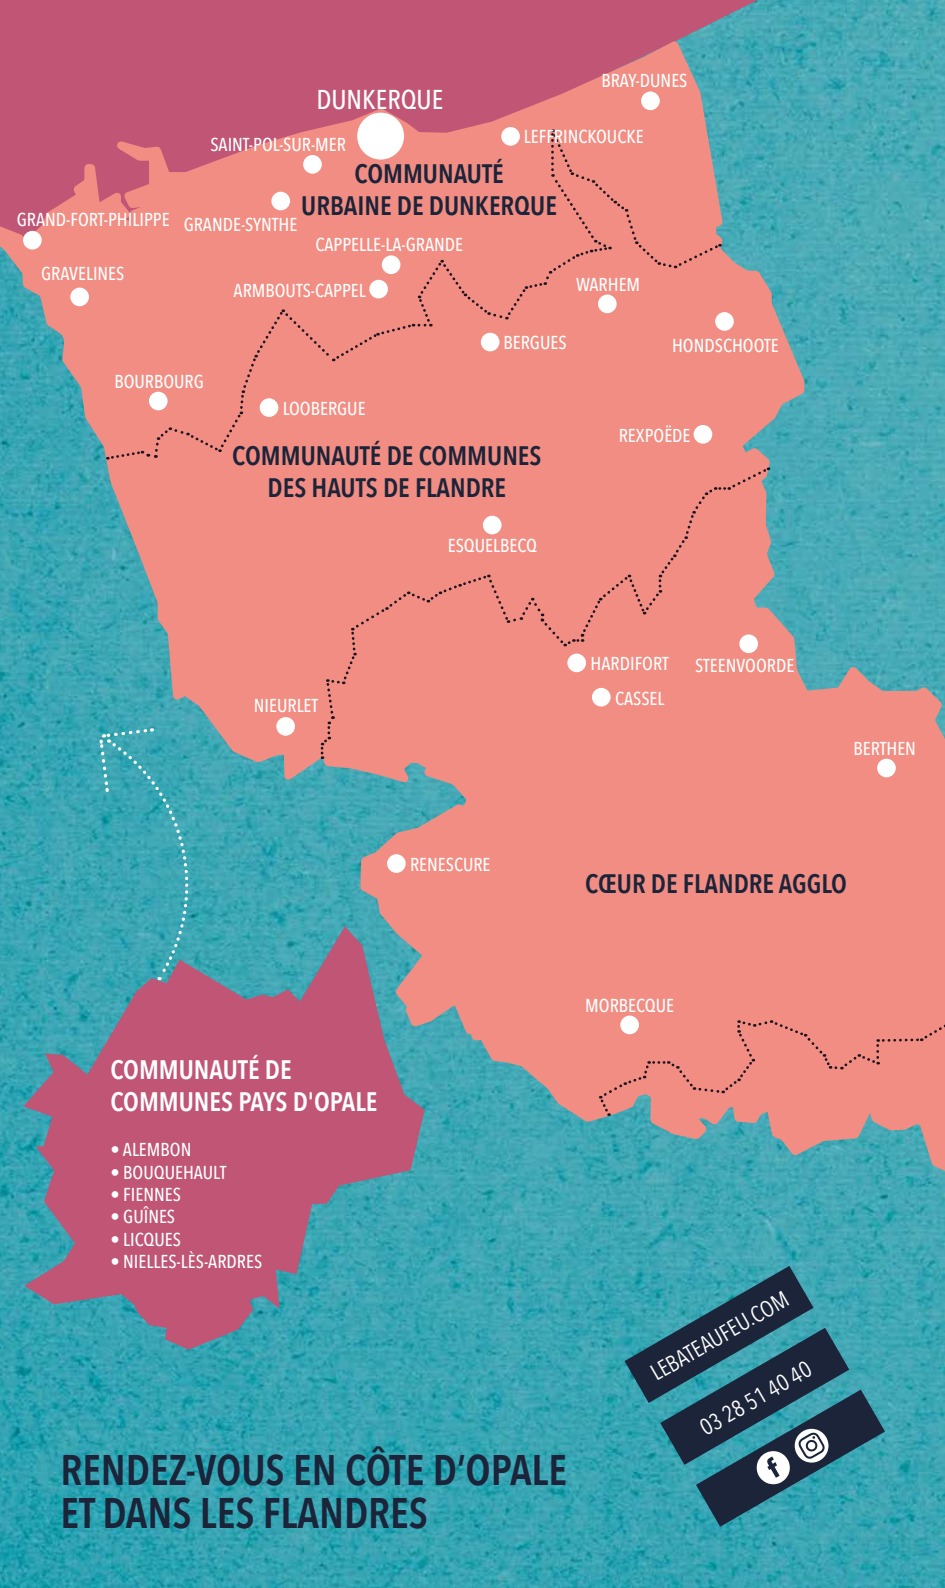 BRAY-DUNES
DUNKERQUE
LEFFRINCKOUCKE
SAINT-POL-SUR-MER
COMMUNAUTÉ
URBAINE DE DUNKERQUE
GRAND-FORT-PHILIPPE
GRANDE-SYNTHE
CAPPELLE-LA-GRANDE
GRAVELINES
ARMBOUTS-CAPPEL
WARHEM
BERGUES
HONDSCHOOTE
BOURBOURG
LOOBERGUE
REXPOËDE
COMMUNAUTÉ DE COMMUNES
DES HAUTS DE FLANDRE
ESQUELBECQ
HARDIFORT
STEENVOORDE
CASSEL
NIEURLET
BERTHEN
RENESCURE
CŒUR DE FLANDRE AGGLO
MORBECQUE
COMMUNAUTÉ DE
COMMUNES PAYS D'OPALE
• ALEMBON
• BOUQUEHAULT
• FIENNES
• GUÎNES
• LICQUES
• NIELLES-LÈS-ARDRES
LEBATEAUFEU.COM
03 28 51 40 40
RENDEZ-VOUS EN CÔTE D’OPALE
ET DANS LES FLANDRES